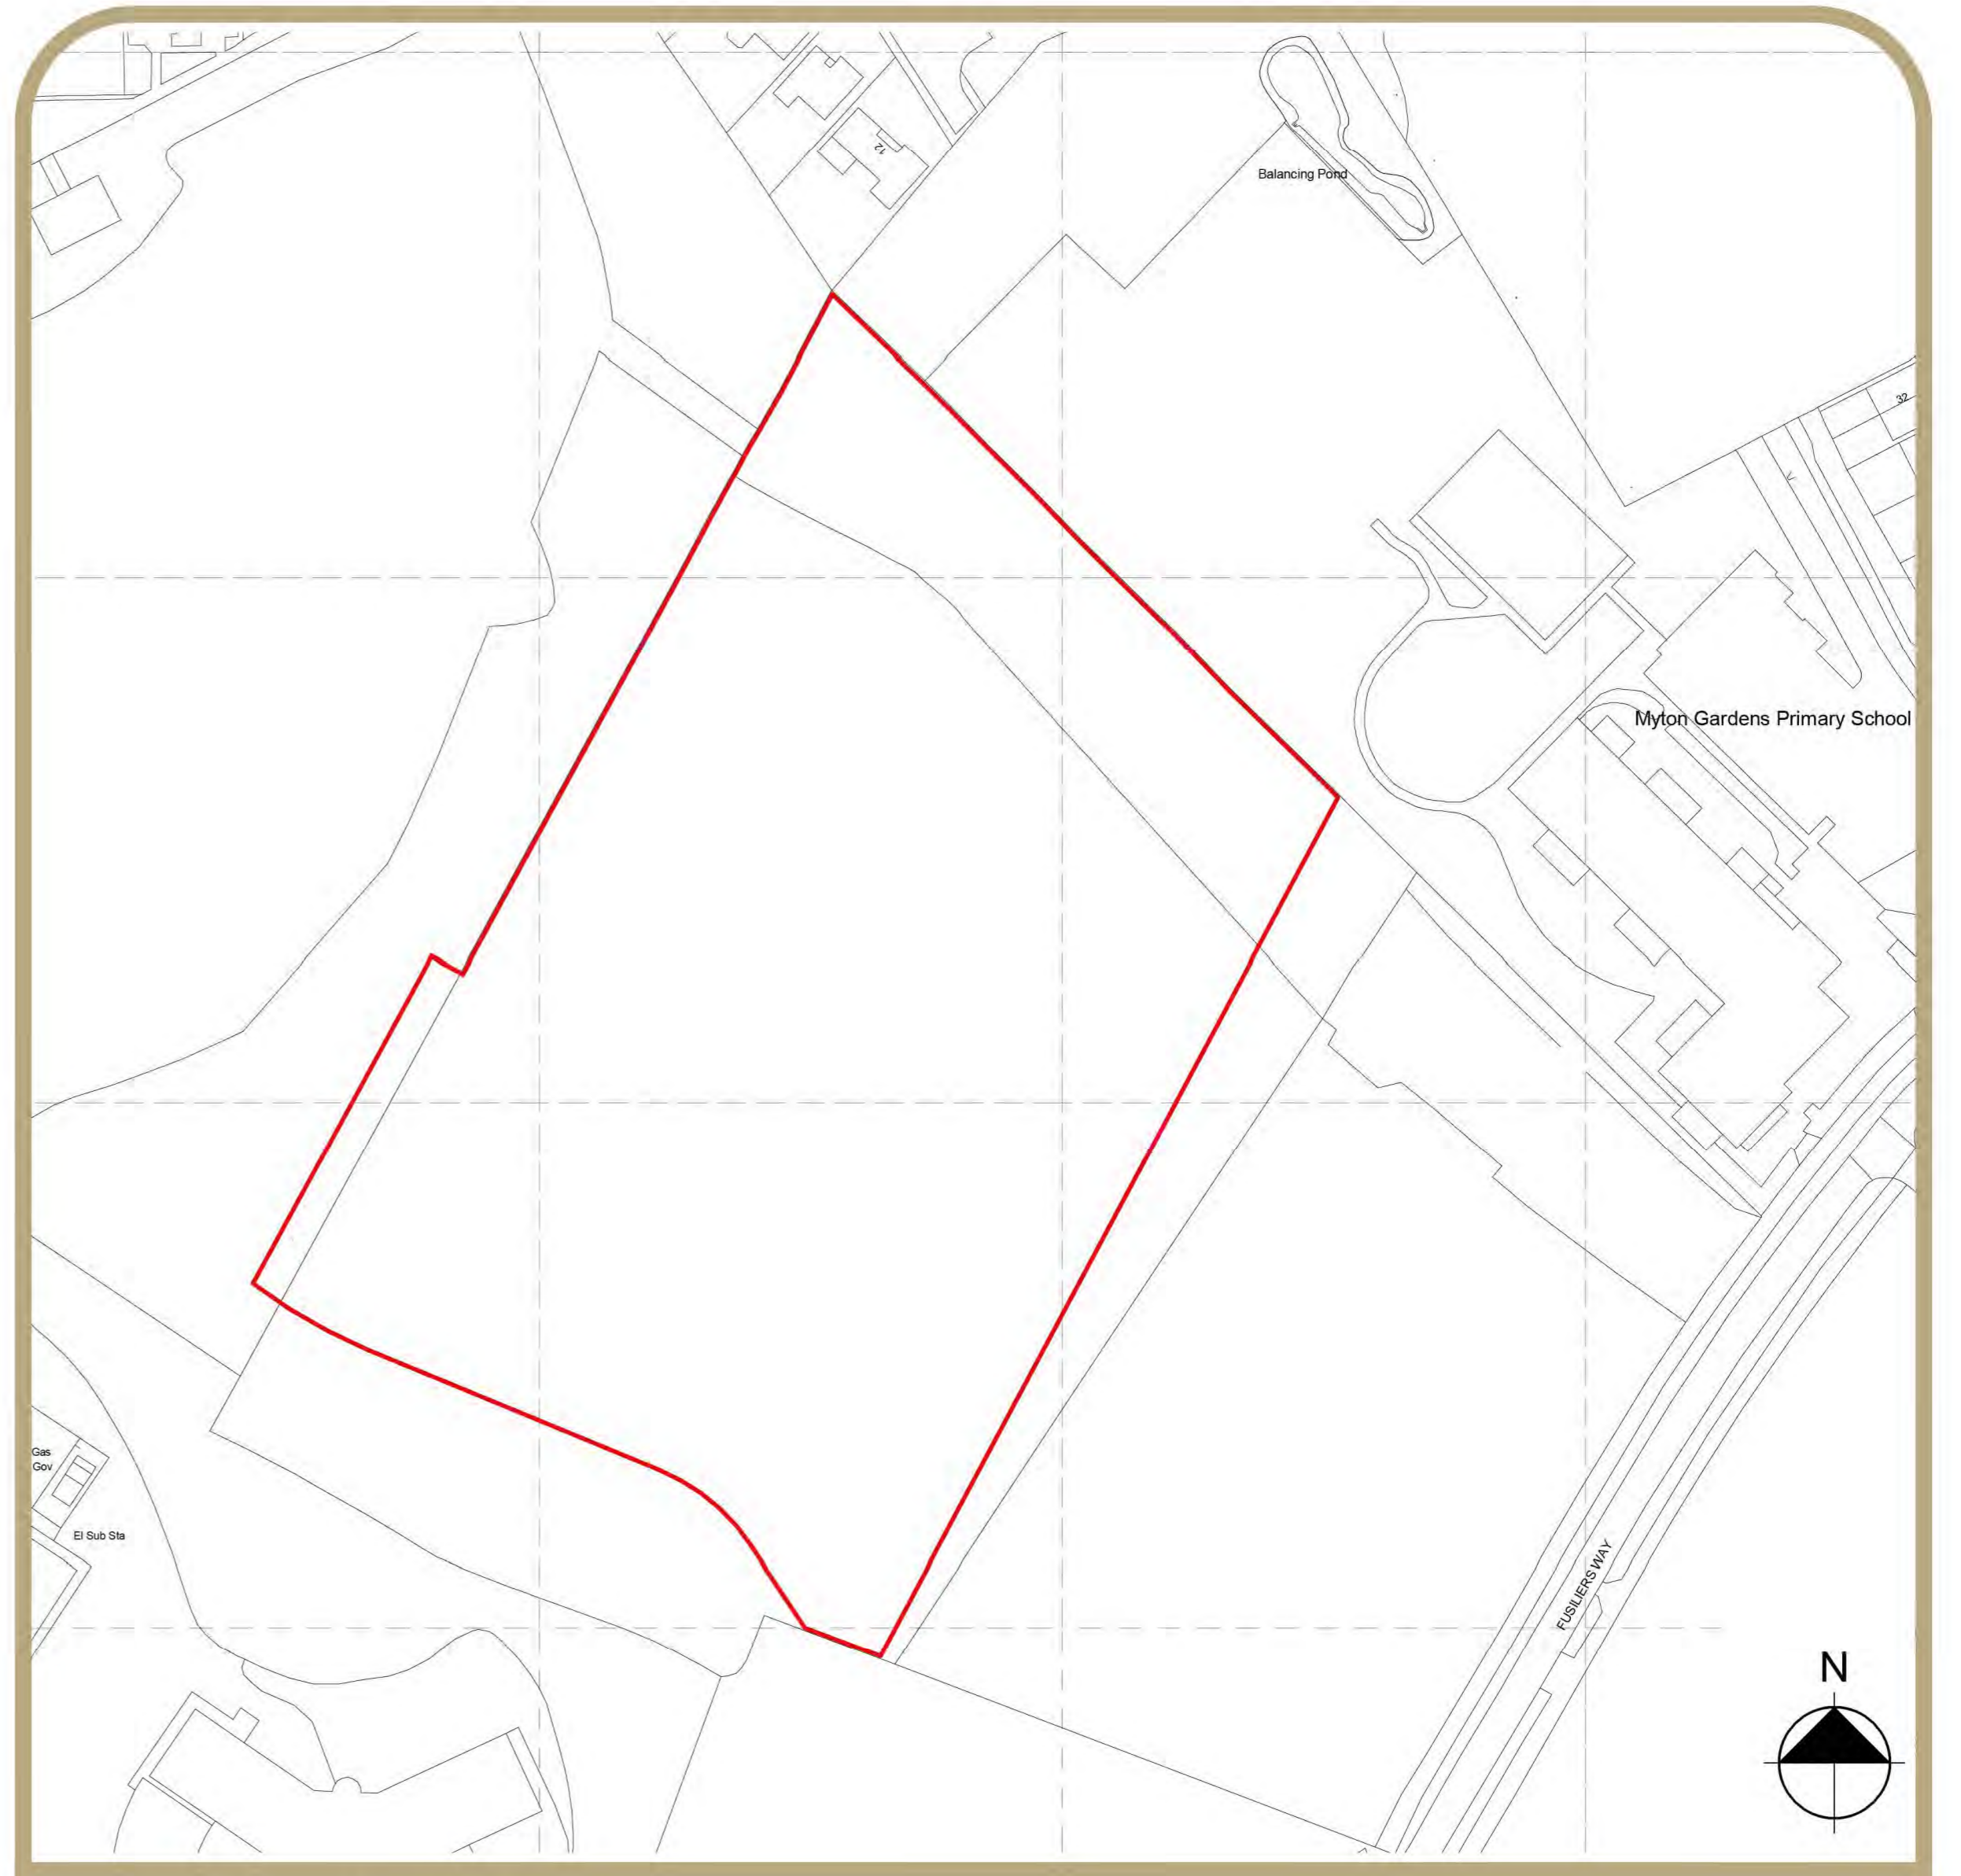 12
Balancing Pond
32
Myton Gardens Primary School
Gas
Gov
El Sub Sta
FUSILIERS WAY
N